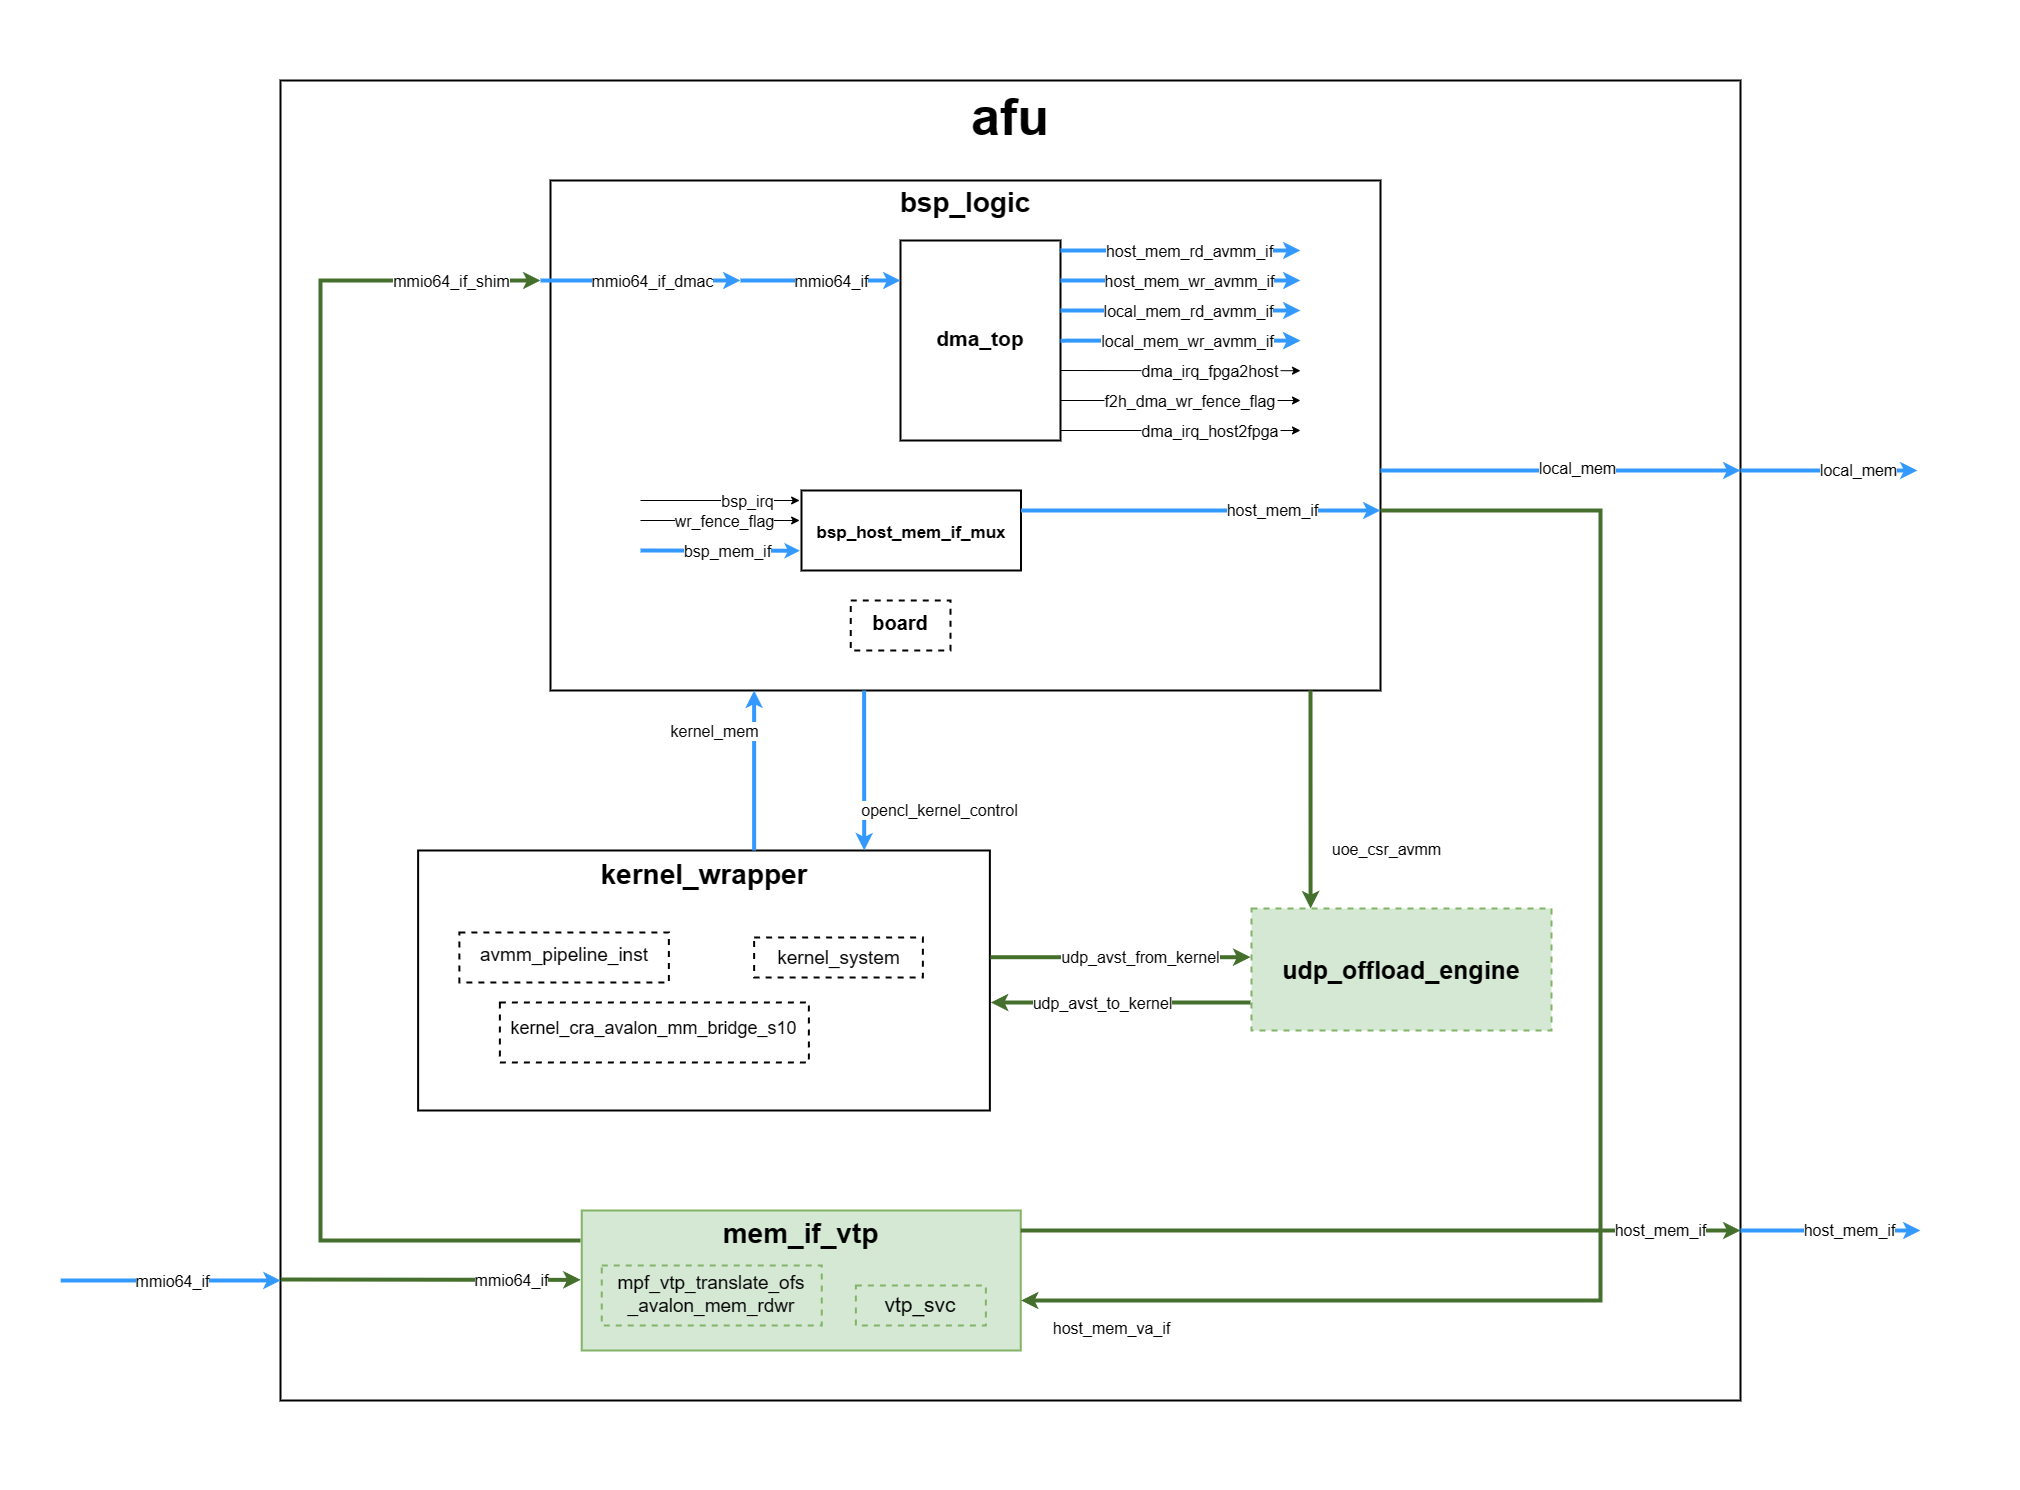 afu
bsp_logic
host_mem_rd_avmm_if
mmio64_if_shim
mmio64_if_dmac
mmio64_if
host_mem_wr_avmm_if
local_mem_rd_avmm_if
dma_top
local_mem_wr_avmm_if
dma_irq_fpga2host
f2h_dma_wr_fence_flag
dma_irq_host2fpga
local_mem
local_mem
bsp_irq
wr_fence_flag
bsp_mem_if
bsp_host_mem_if_mux
host_mem_if
board
kernel_mem
opencl_kernel_control
uoe_csr_avmm
kernel_wrapper
avmm_pipeline_inst
kernel_system
kernel_cra_avalon_mm_bridge_s10
udp_avst_from_kernel
udp_avst_to_kernel
udp_offload_engine
mem_if_vtp
host_mem_if
host_mem_if
mmio64_if
mmio64_if
mpf_vtp_translate_ofs
_avalon_mem_rdwr
vtp_svc
host_mem_va_if